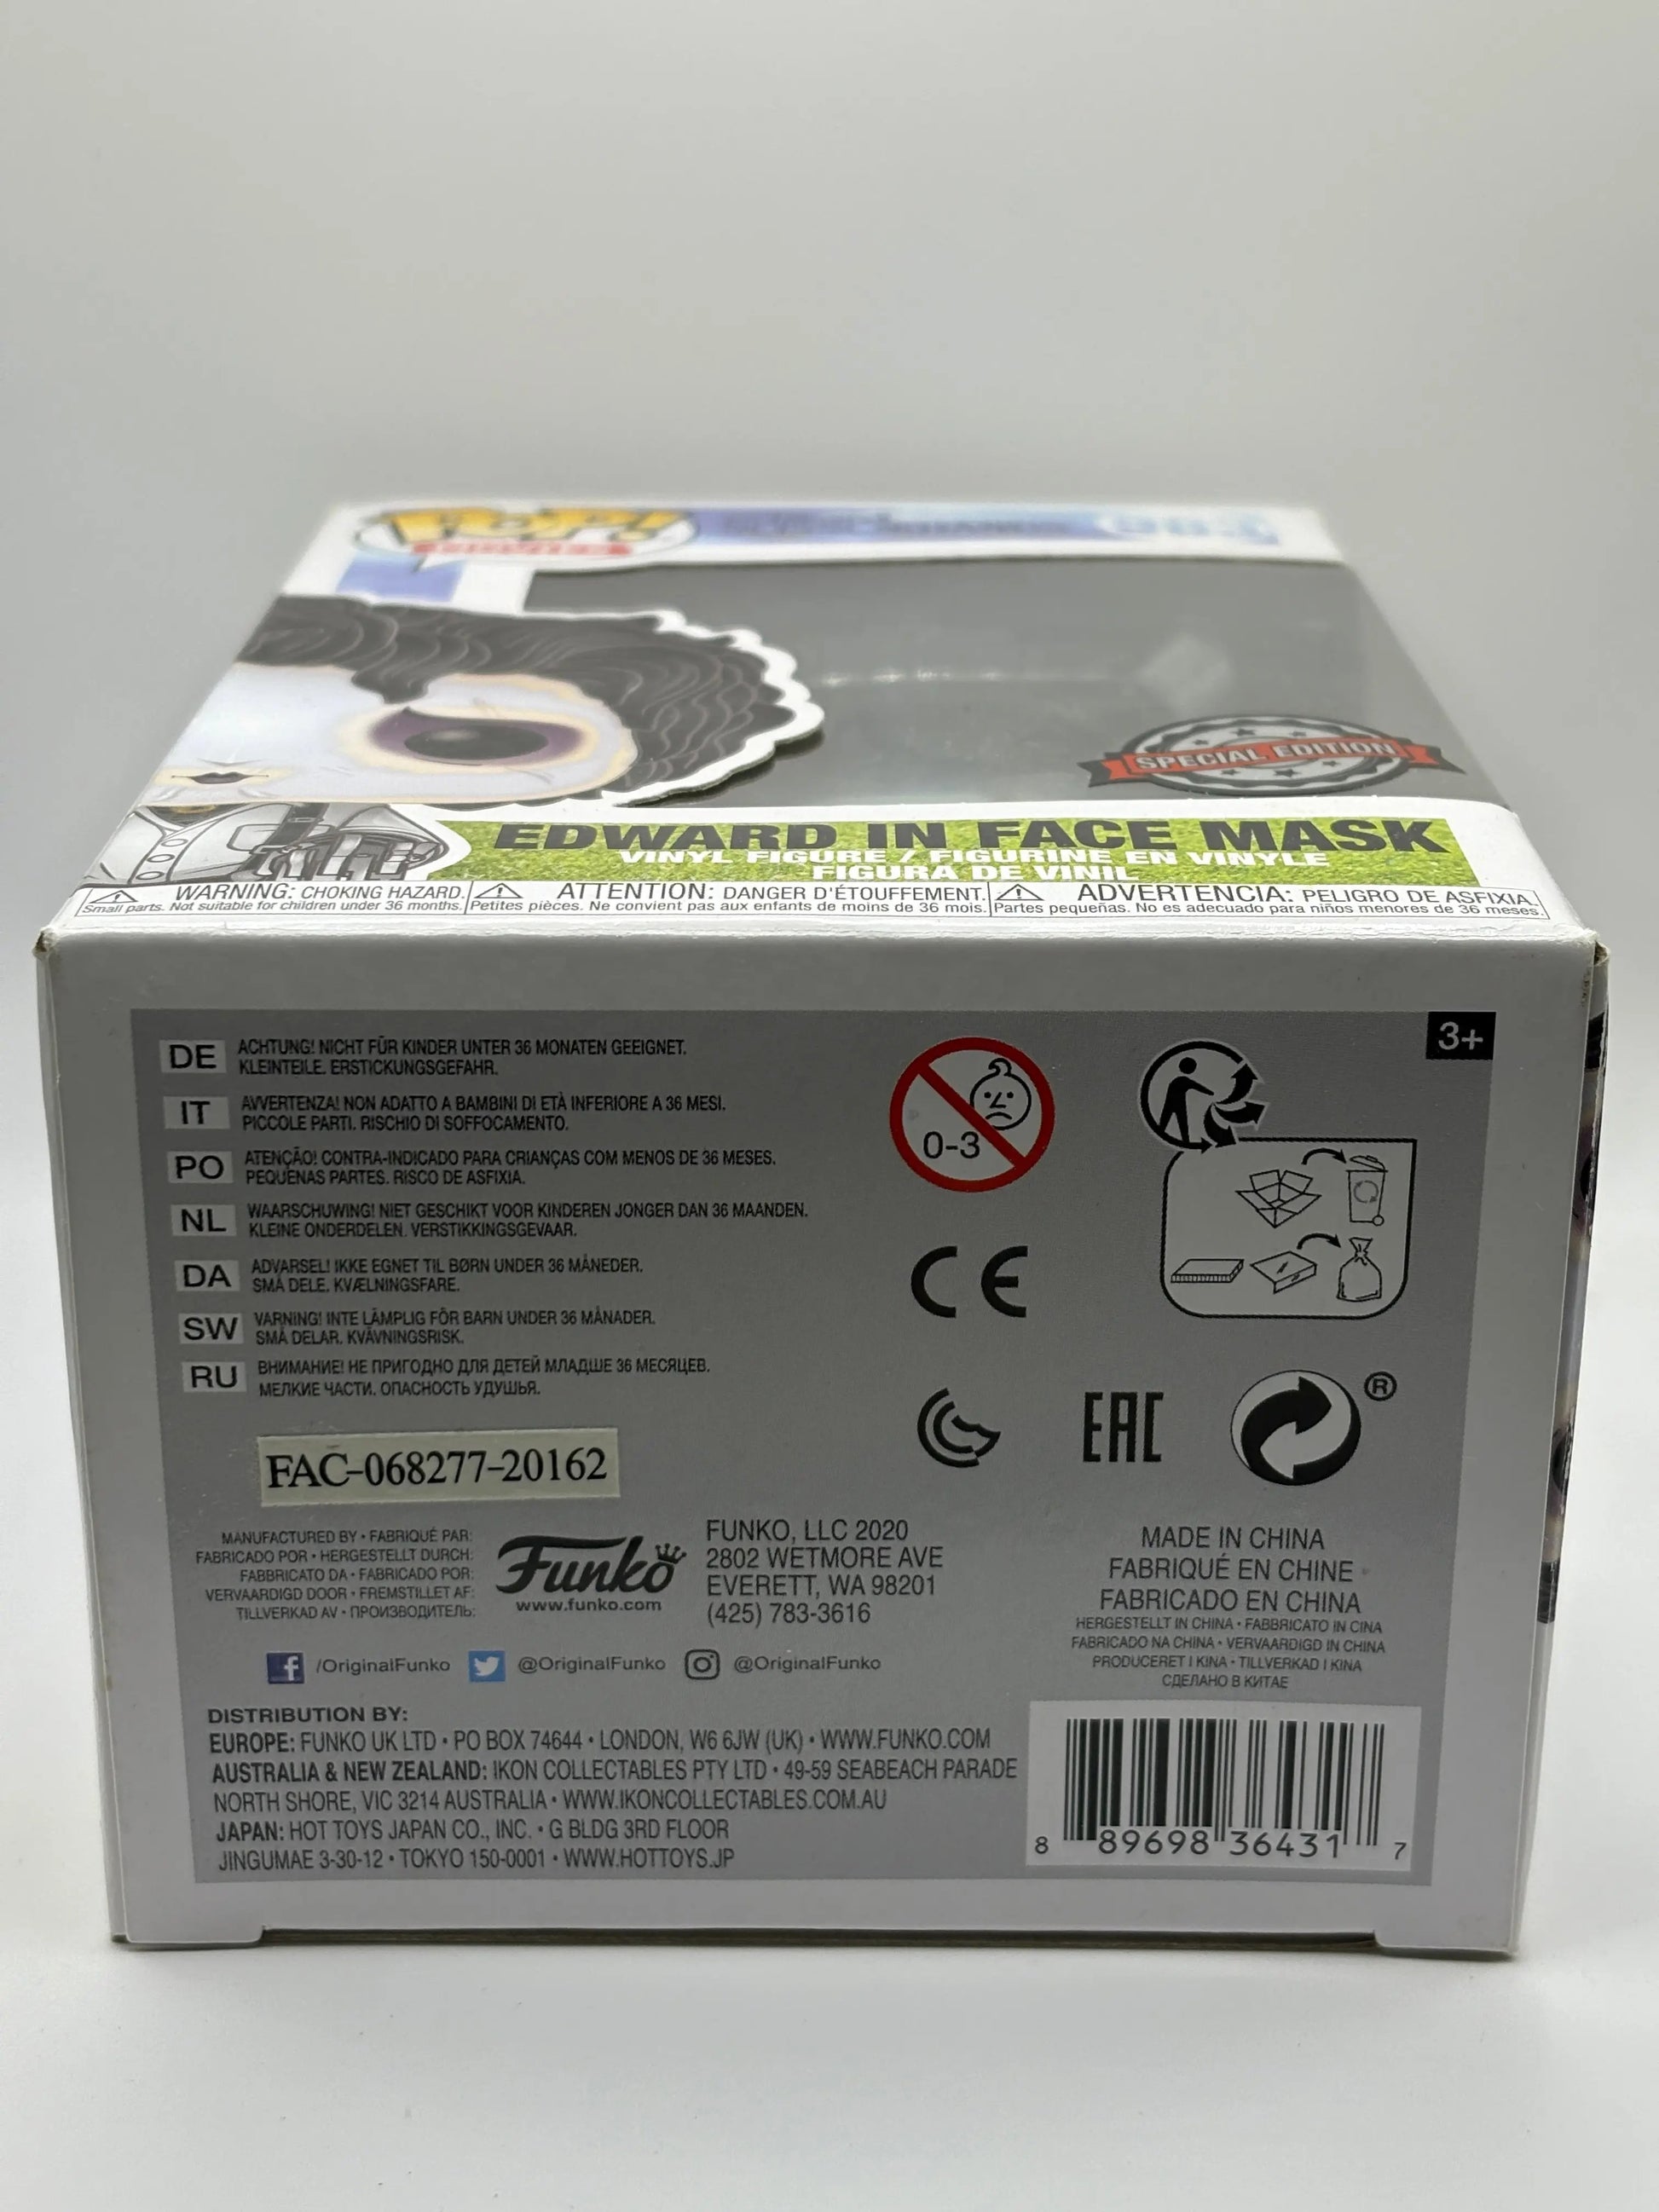 POP!
SPECIAL EDITION
EDWARD IN FACE MASK
VINYL FIGURE / FIGURINE EN VINYLE
FIGURA DE VINIL
WARNING: CHOKING HAZARD.
Small parts. Not suitable for children under 36 months.
ATTENTION: DANGER D'ÉTOUFFEMENT.
Petites pièces. Ne convient pas aux enfants de moins de 36 mois.
ADVERTENCIA: PELIGRO DE ASFIXIA.
Partes pequeñas. No es adecuado para niños menores de 36 meses.
3+
DE ACHTUNG! NICHT FÜR KINDER UNTER 36 MONATEN GEEIGNET.
KLEINTEILE. ERSTICKUNGSGEFAHR.
IT AVVERTENZA! NON ADATTO A BAMBINI DI ETÀ INFERIORE A 36 MESI.
PICCOLE PARTI. RISCHIO DI SOFFOCAMENTO.
PO ATENÇÃO! CONTRA-INDICADO PARA CRIANÇAS COM MENOS DE 36 MESES.
PEQUENAS PARTES. RISCO DE ASFIXIA.
NL WAARSCHUWING! NIET GESCHIKT VOOR KINDEREN JONGER DAN 36 MAANDEN.
KLEINE ONDERDELEN. VERSTIKKINGSGEVAAR.
DA ADVARSEL! IKKE EGNET TIL BØRN UNDER 36 MÅNEDER.
SMÅ DELE. KVÆLNINGSFARE.
SW VARNING! INTE LÄMPLIG FÖR BARN UNDER 36 MÅNADER.
SMÅ DELAR. KVÄVNINGSRISK.
RU ВНИМАНИЕ! НЕ ПРИГОДНО ДЛЯ ДЕТЕЙ МЛАДШЕ 36 МЕСЯЦЕВ.
МЕЛКИЕ ЧАСТИ. ОПАСНОСТЬ УДУШЬЯ.
0-3
CE
EAC
®
FAC-068277-20162
MANUFACTURED BY • FABRIQUÉ PAR:
FABRICADO POR • HERGESTELLT DURCH:
FABBRICATO DA • FABRICADO POR:
VERVAARDIGD DOOR • FREMSTILLET AF:
TILLVERKAD AV • ПРОИЗВОДИТЕЛЬ:
Funko
www.funko.com
FUNKO, LLC 2020
2802 WETMORE AVE
EVERETT, WA 98201
(425) 783-3616
MADE IN CHINA
FABRIQUÉ EN CHINE
FABRICADO EN CHINA
HERGESTELLT IN CHINA • FABBRICATO IN CINA
FABRICADO NA CHINA • VERVAARDIGD IN CHINA
PRODUCERET I KINA • TILLVERKAD I KINA
СДЕЛАНО В КИТАЕ
f /OriginalFunko @OriginalFunko @OriginalFunko
DISTRIBUTION BY:
EUROPE: FUNKO UK LTD • PO BOX 74644 • LONDON, W6 6JW (UK) • WWW.FUNKO.COM
AUSTRALIA & NEW ZEALAND: IKON COLLECTABLES PTY LTD • 49-59 SEABEACH PARADE
NORTH SHORE, VIC 3214 AUSTRALIA • WWW.IKONCOLLECTABLES.COM.AU
JAPAN: HOT TOYS JAPAN CO., INC. • G BLDG 3RD FLOOR
JINGUMAE 3-30-12 • TOKYO 150-0001 • WWW.HOTTOYS.JP
8 89698 36431 7